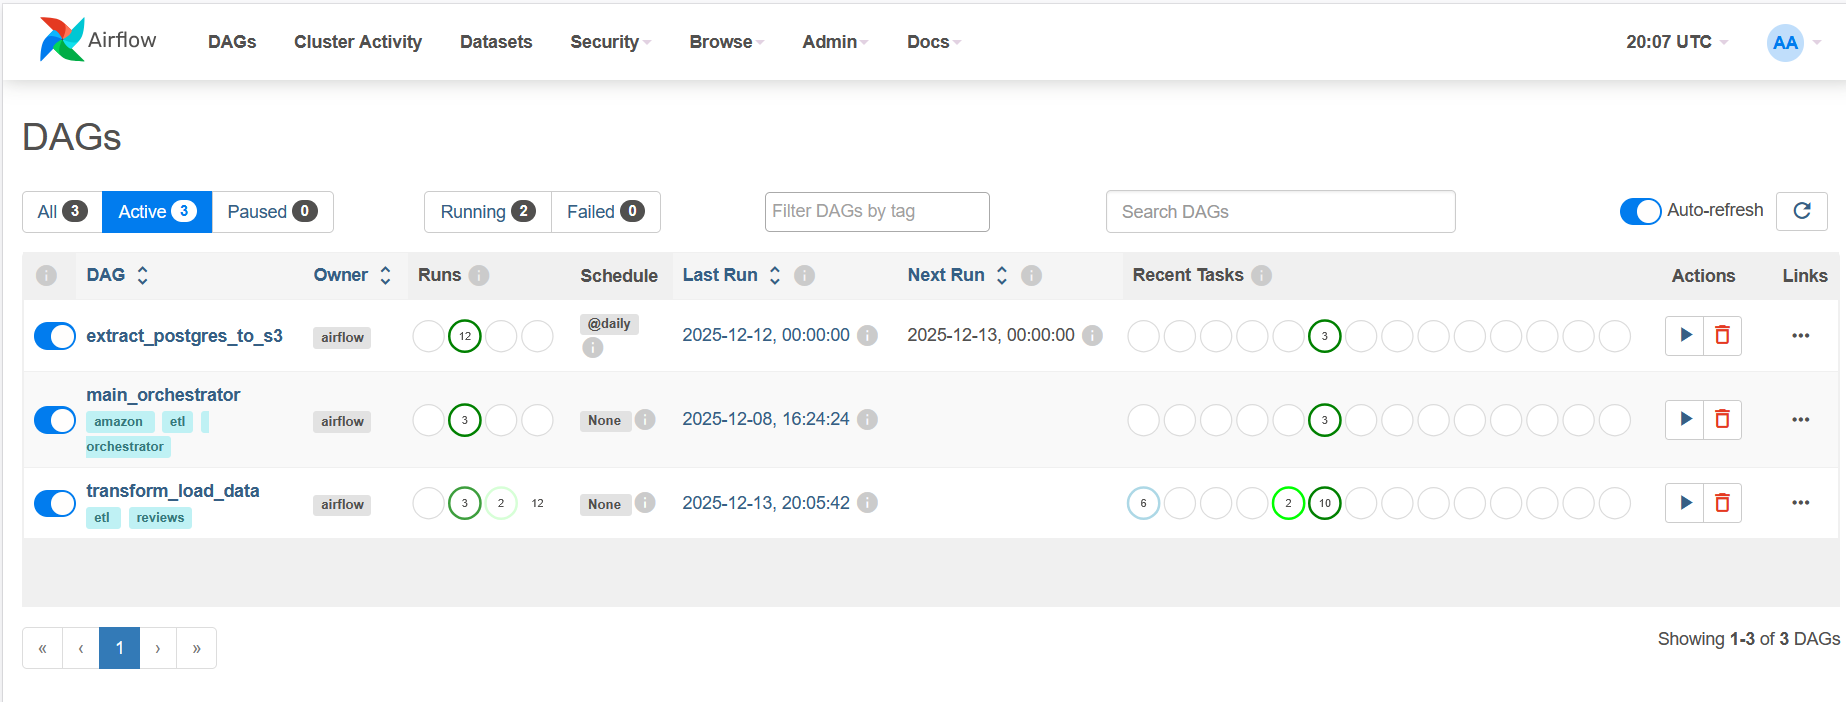 Airflow DAGs Cluster Activity Datasets Security Browse Admin Docs 20:07 UTC AA
DAGs
All 3 Active 3 Paused 0 Running 2 Failed 0 Filter DAGs by tag Search DAGs Auto-refresh
i DAG Owner Runs i Schedule Last Run i Next Run i Recent Tasks i Actions Links
extract_postgres_to_s3 airflow 12 @daily i 2025-12-12, 00:00:00 i 2025-12-13, 00:00:00 i 3 ...
main_orchestrator
amazon etl
orchestrator
airflow 3 None i 2025-12-08, 16:24:24 i 3 ...
transform_load_data
etl reviews
airflow 3 2 12 None i 2025-12-13, 20:05:42 i 6 2 10 ...
« ‹ 1 › »
Showing 1-3 of 3 DAGs